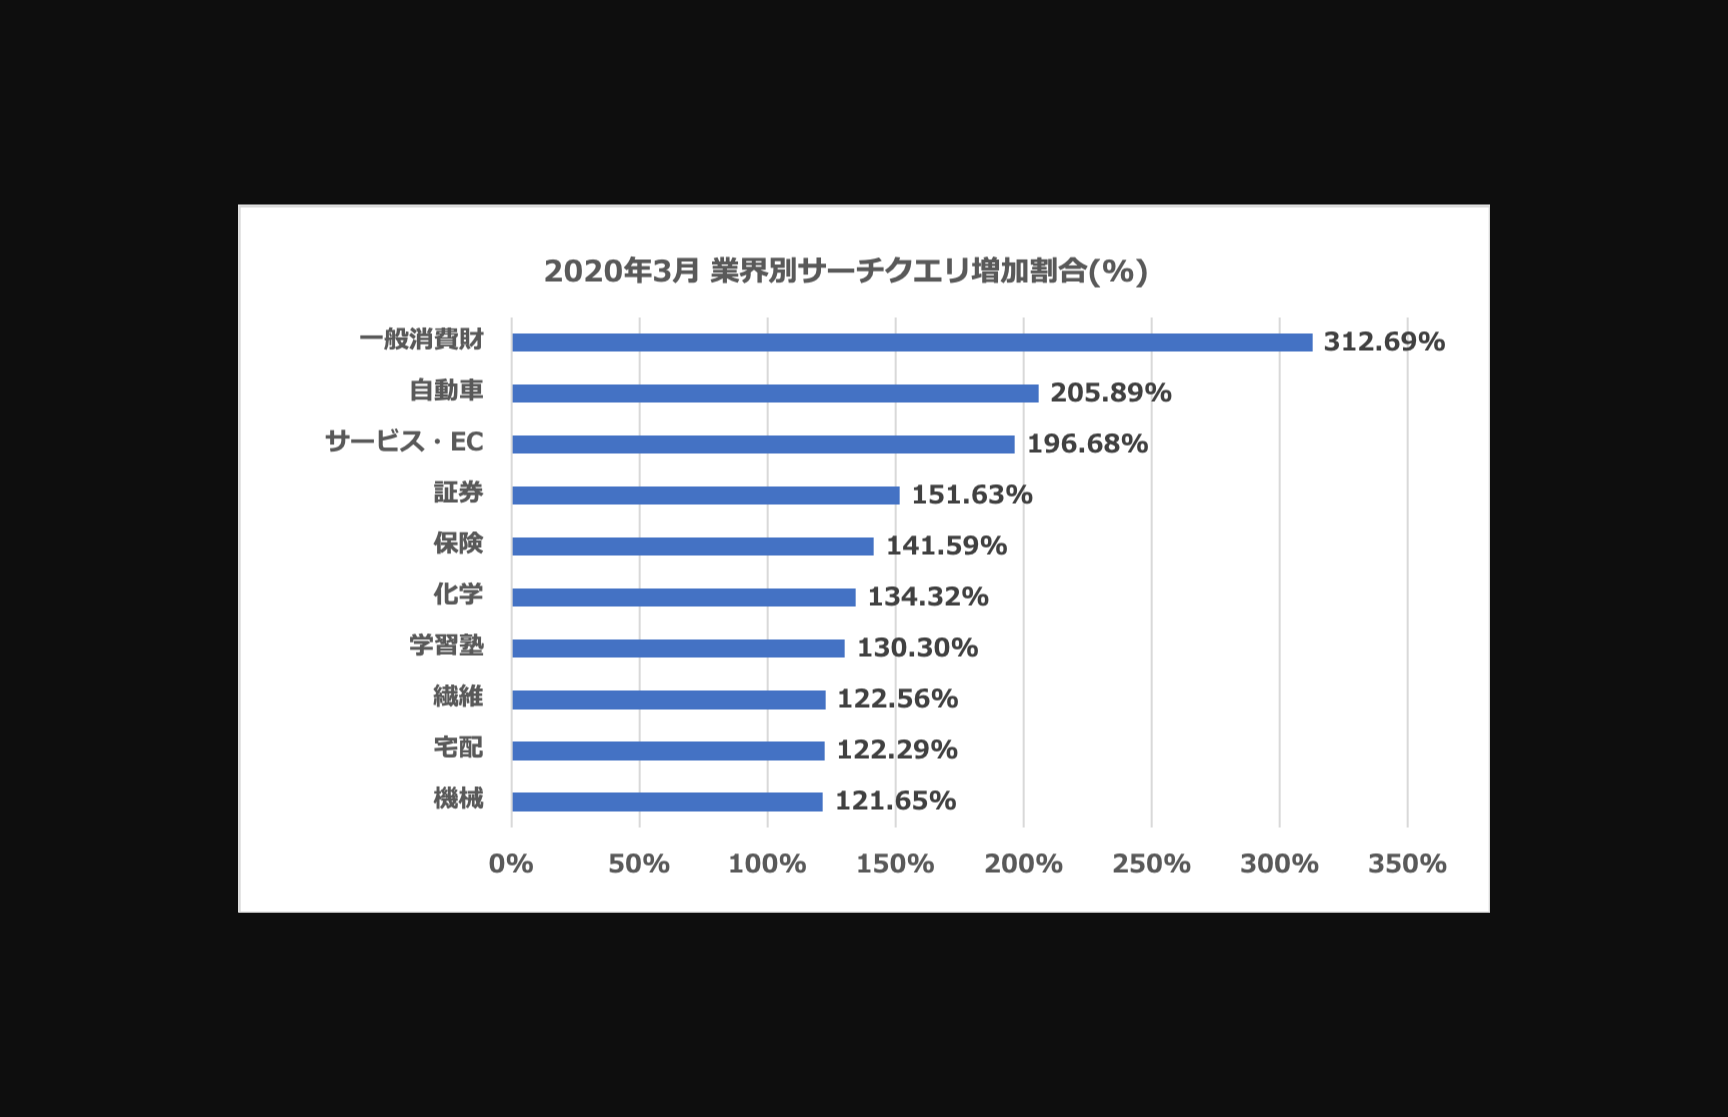 2020年3月 業界別サーチクエリ増加割合(%)
一般消費財 312.69%
自動車 205.89%
サービス・EC 196.68%
証券 151.63%
保険 141.59%
化学 134.32%
学習塾 130.30%
繊維 122.56%
宅配 122.29%
機械 121.65%
0% 50% 100% 150% 200% 250% 300% 350%